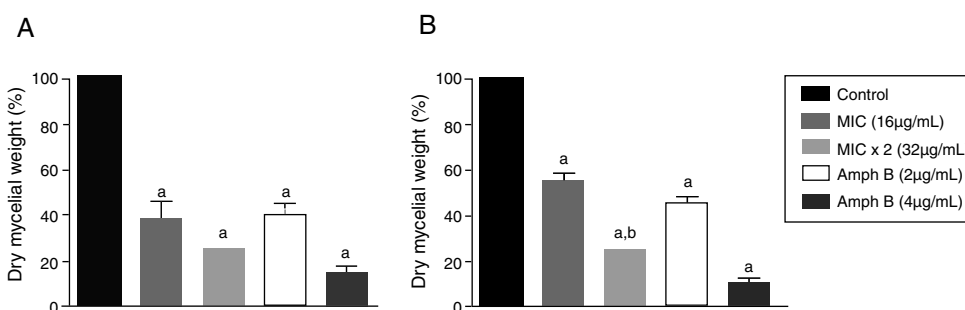 A
Dry mycelial weight (%)
100
80
60
40
20
0
a
a
a
a
B
Dry mycelial weight (%)
100
80
60
40
20
0
a
a,b
a
a
Control
MIC (16µg/mL)
MIC x 2 (32µg/mL
Amph B (2µg/mL)
Amph B (4µg/mL)